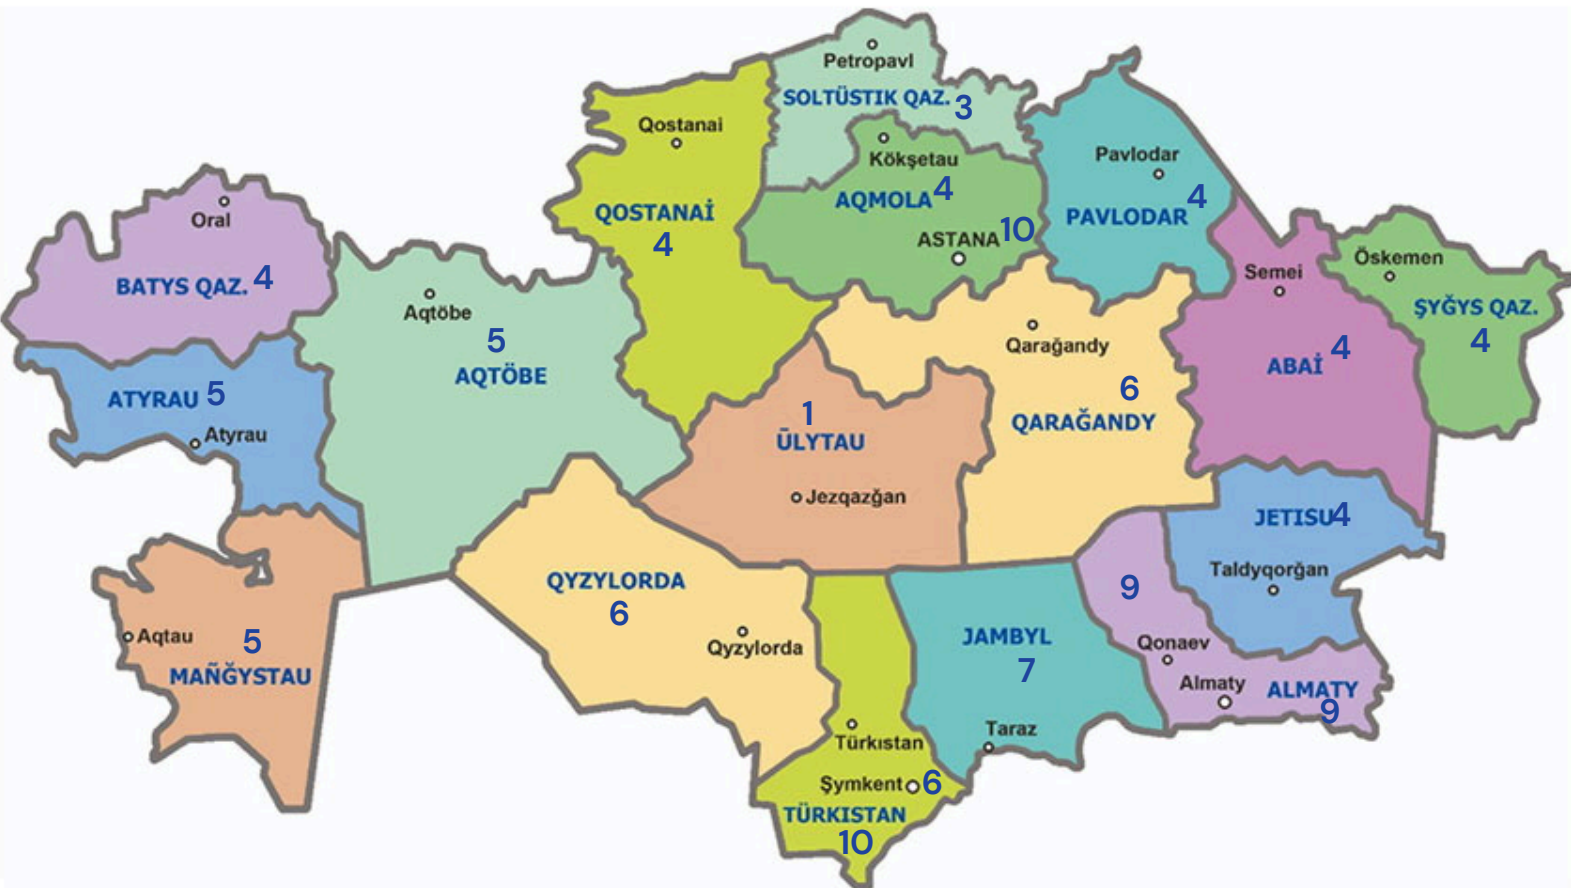 Petropavl
SOLTÜSTIK QAZ. 3
Qostanai
Kökşetau
Pavlodar
AQMOLA 4
PAVLODAR 4
QOSTANAİ
4
ASTANA 10
Oral
BATYS QAZ. 4
Semei
Öskemen
ŞYĞYS QAZ.
4
Aqtöbe
5
AQTÖBE
Qarağandy
6
QARAĞANDY
4
ABAİ
ATYRAU 5
Atyrau
1
ŪLYTAU
Jezqazğan
JETISU 4
Taldyqorğan
QYZYLORDA
6
Qyzylorda
9
Aqtau
5
MAÑĞYSTAU
JAMBYL
7
Taraz
Qonaev
Almaty
ALMATY
9
Türkıstan
Şymkent 6
TÜRKISTAN
10